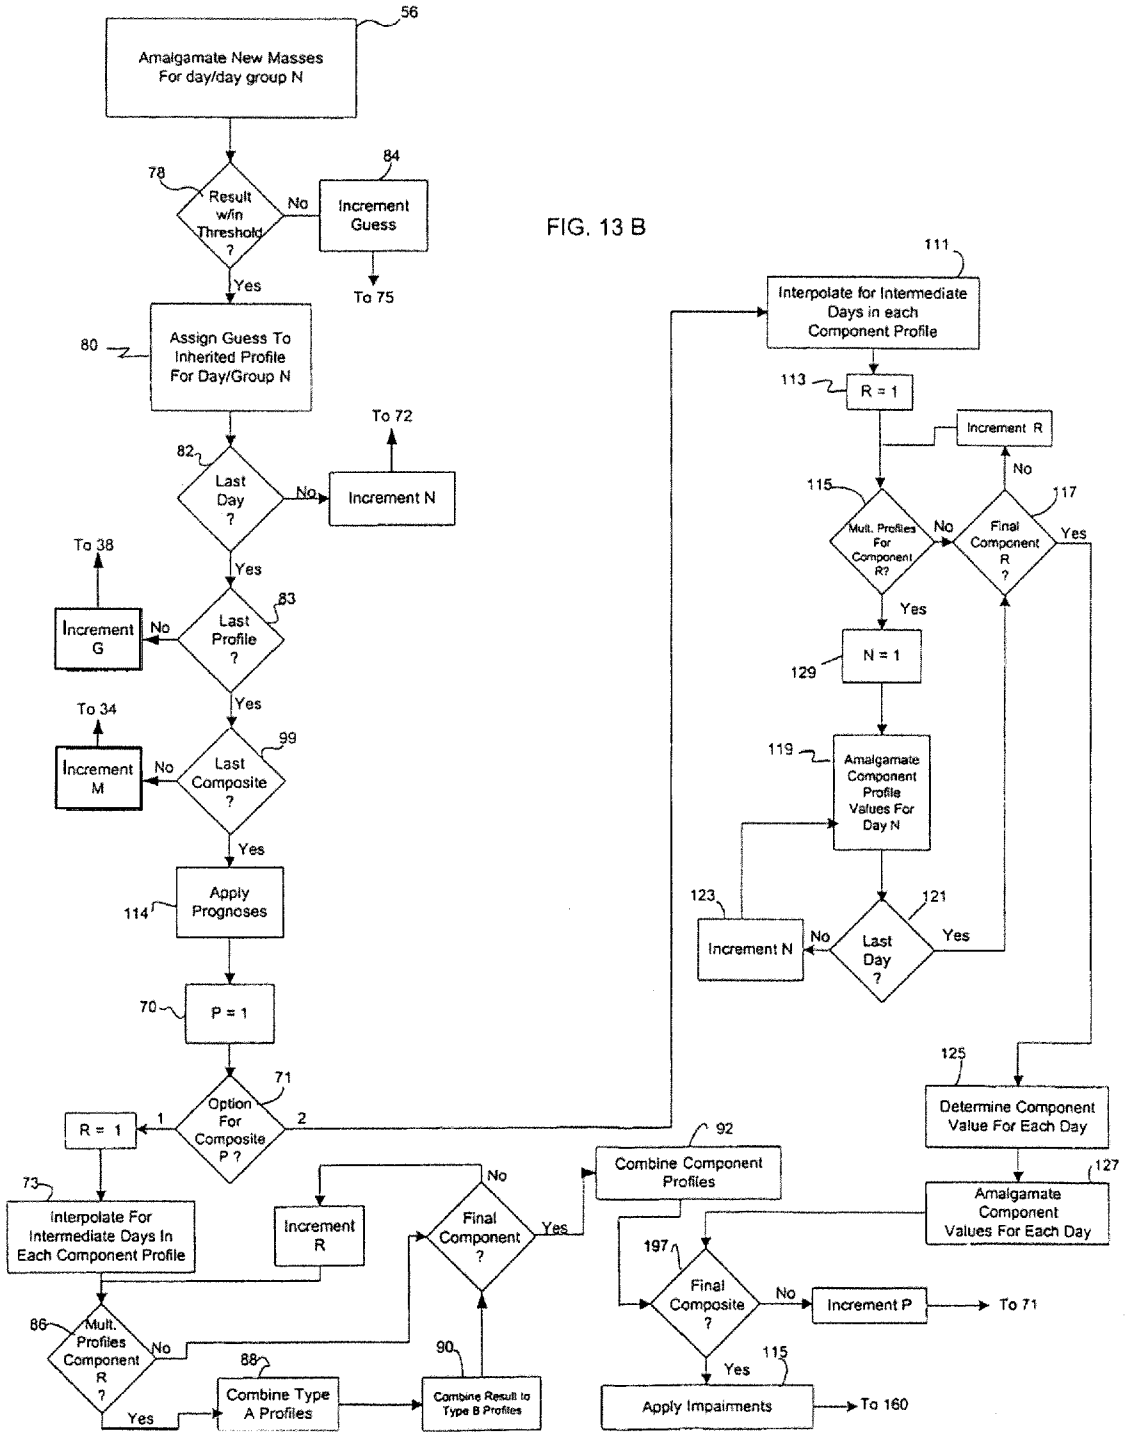 56
Amalgamate New Masses
For day/day group N
78
Result
w/in
Threshold
?
No
84
Increment
Guess
To 75
Yes
80
Assign Guess To
Inherited Profile
For Day/Group N
82
Last
Day
?
No
Increment N
To 72
Yes
83
Last
Profile
?
No
Increment
G
To 38
Yes
99
Last
Composite
?
No
Increment
M
To 34
Yes
114
Apply
Prognoses
70
P = 1
71
Option
For
Composite
P ?
1
2
R = 1
73
Interpolate For
Intermediate Days In
Each Component Profile
86
Mult.
Profiles
Component
R
?
No
Yes
88
Combine Type
A Profiles
90
Combine Result to
Type B Profiles
Final
Component
?
No
Increment
R
Yes
92
Combine Component
Profiles
FIG. 13 B
111
Interpolate for Intermediate
Days in each
Component Profile
113
R = 1
Increment R
115
Mult. Profiles
For
Component
R?
No
117
Final
Component
R
?
No
Yes
Yes
129
N = 1
119
Amalgamate
Component
Profile
Values For
Day N
121
Last
Day
?
No
Yes
123
Increment N
125
Determine Component
Value For Each Day
127
Amalgamate
Component
Values For Each Day
197
Final
Composite
?
No
Increment P
To 71
Yes
115
Apply Impairments
To 160